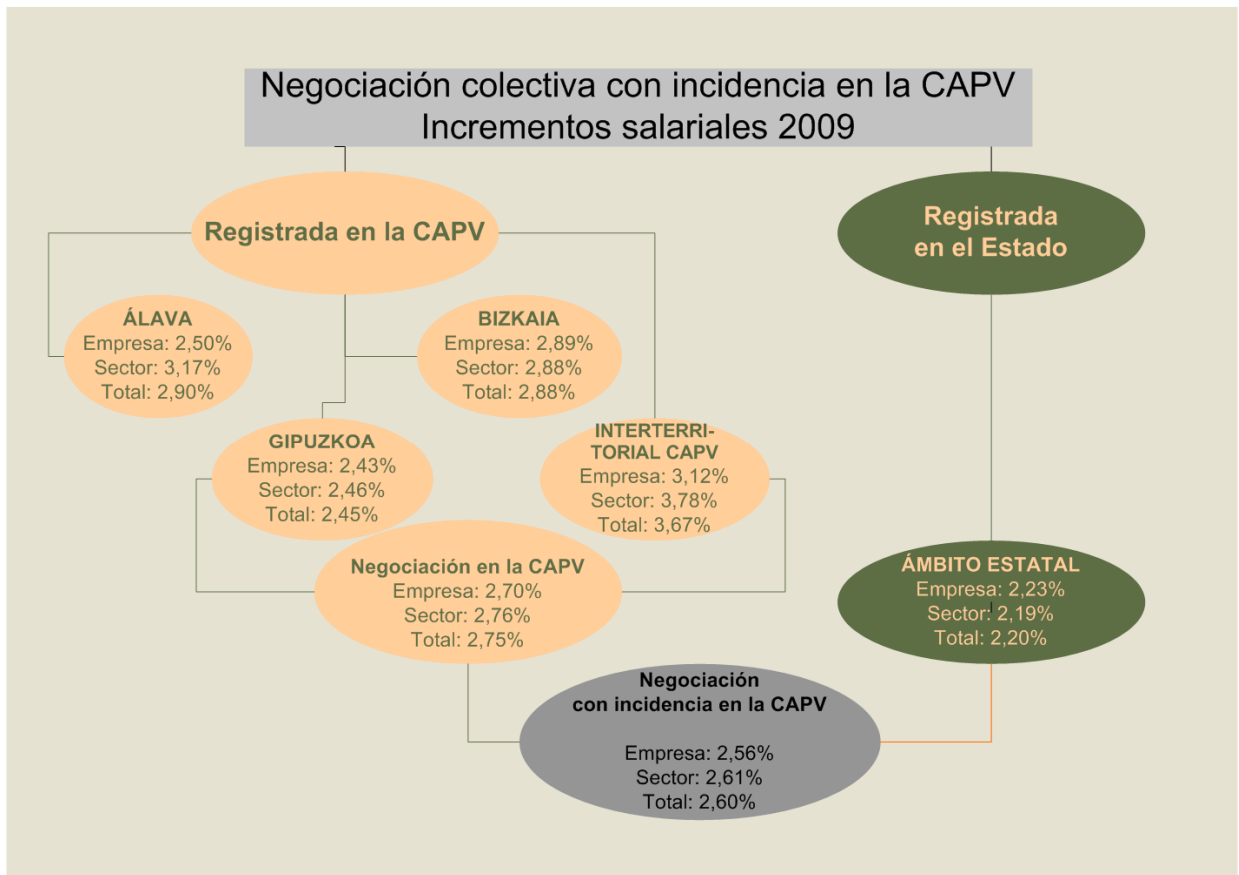 Negociación colectiva con incidencia en la CAPV
Incrementos salariales 2009
Registrada en la CAPV
Registrada
en el Estado
ÁLAVA
Empresa: 2,50%
Sector: 3,17%
Total: 2,90%
BIZKAIA
Empresa: 2,89%
Sector: 2,88%
Total: 2,88%
GIPUZKOA
Empresa: 2,43%
Sector: 2,46%
Total: 2,45%
INTERTERRI-
TORIAL CAPV
Empresa: 3,12%
Sector: 3,78%
Total: 3,67%
Negociación en la CAPV
Empresa: 2,70%
Sector: 2,76%
Total: 2,75%
ÁMBITO ESTATAL
Empresa: 2,23%
Sector: 2,19%
Total: 2,20%
Negociación
con incidencia en la CAPV
Empresa: 2,56%
Sector: 2,61%
Total: 2,60%